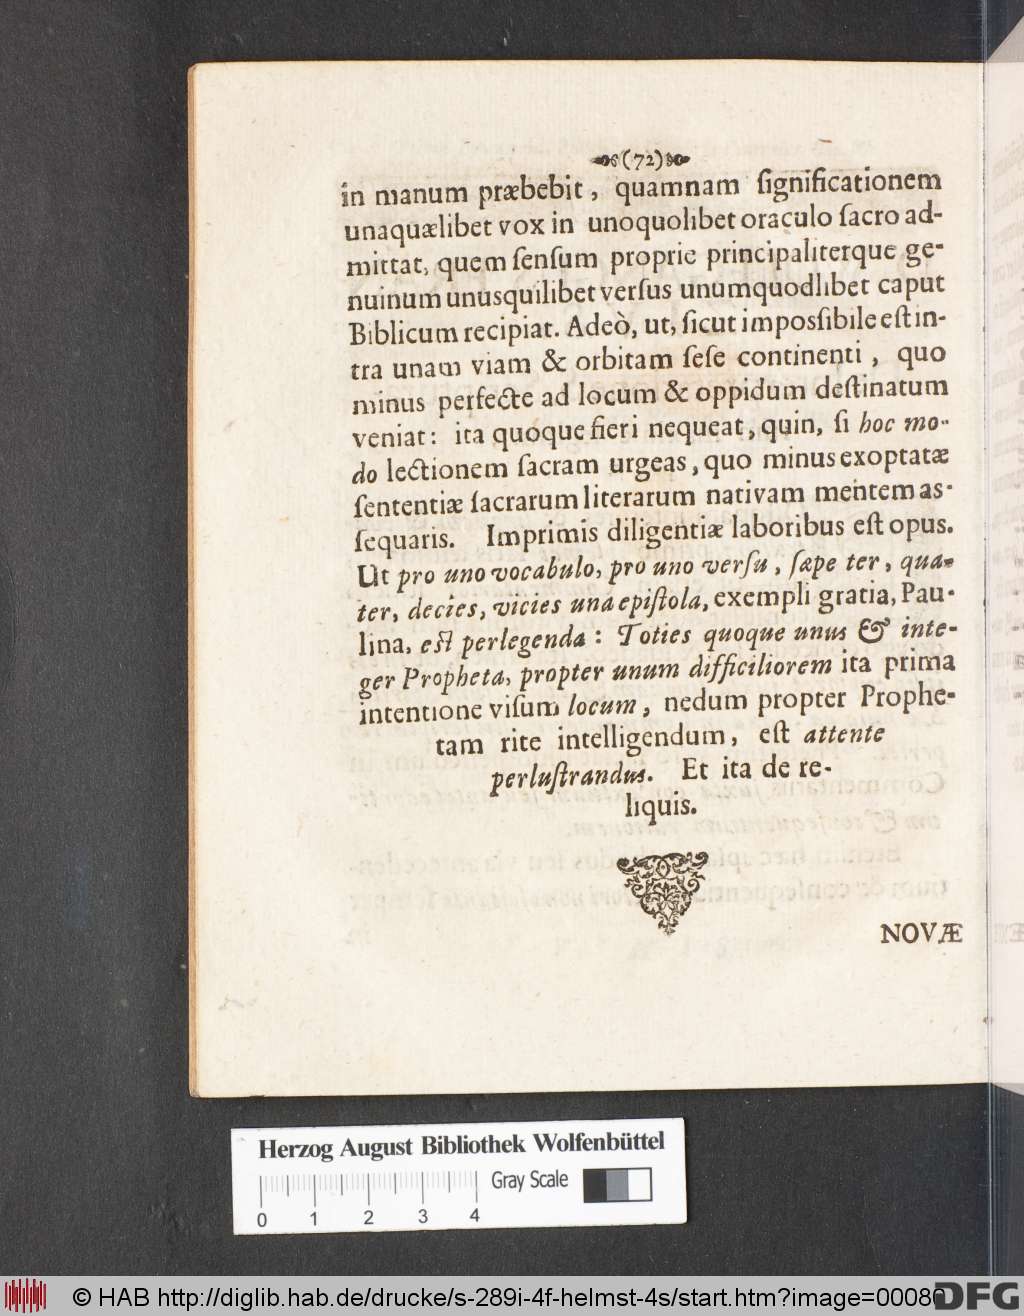 (72)
in manum præbebit, quamnam ſignificationem
unaquælibet vox in unoquolibet oraculo ſacro ad-
mittat, quem ſenſum proprie principaliterque ge-
nuinum unusquilibet verſus unumquodlibet caput
Biblicum recipiat. Adeò, ut, ſicut imposſibile eſt in-
tra unam viam & orbitam ſeſe continenti, quo
minus perfecte ad locum & oppidum deſtinatum
veniat: ita quoque fieri nequeat, quin, ſi hoc mo-
do lectionem ſacram urgeas, quo minus exoptatæ
ſententiæ ſacrarum literarum nativam mentem as-
ſequaris. Imprimis diligentiæ laboribus eſt opus.
Ut pro uno vocabulo, pro uno verſu, ſæpe ter, qua-
ter, decies, vicies una epiſtola, exempli gratia, Pau-
lina, eſt perlegenda: Toties quoque unus & inte-
ger Propheta, propter unum difficiliorem ita prima
intentione viſum locum, nedum propter Prophe-
tam rite intelligendum, eſt attente
perluſtrandus. Et ita de re-
liquis.
NOVÆ
Herzog August Bibliothek Wolfenbüttel
Gray Scale
0 1 2 3 4
© HAB http://diglib.hab.de/drucke/s-289i-4f-helmst-4s/start.htm?image=00080
DFG